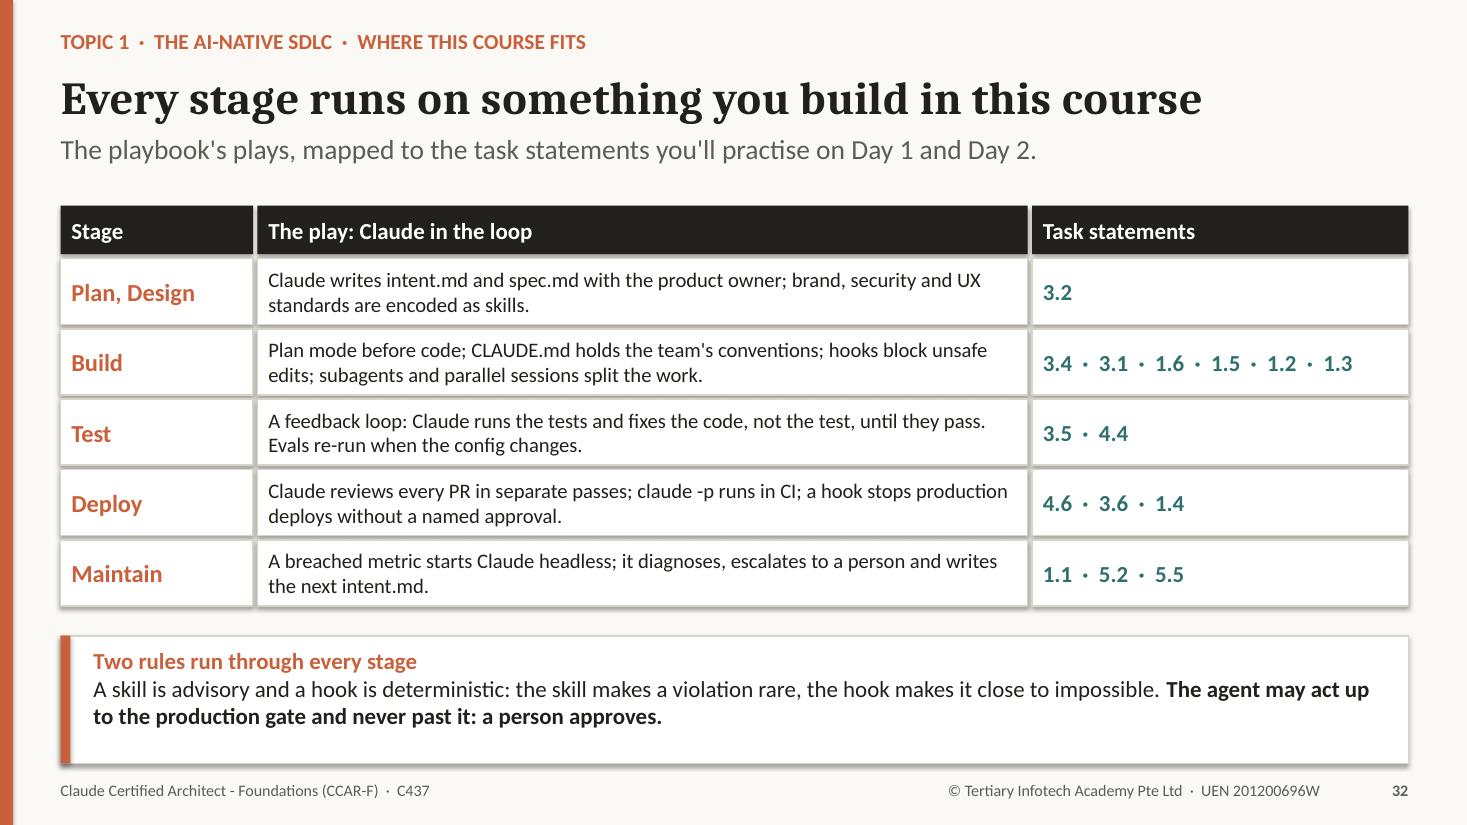 TOPIC 1 · THE AI-NATIVE SDLC · WHERE THIS COURSE FITS
Every stage runs on something you build in this course
The playbook's plays, mapped to the task statements you'll practise on Day 1 and Day 2.
Stage
The play: Claude in the loop
Task statements
Plan, Design
Claude writes intent.md and spec.md with the product owner; brand, security and UX
standards are encoded as skills.
3.2
Build
Plan mode before code; CLAUDE.md holds the team's conventions; hooks block unsafe
edits; subagents and parallel sessions split the work.
3.4 · 3.1 · 1.6 · 1.5 · 1.2 · 1.3
Test
A feedback loop: Claude runs the tests and fixes the code, not the test, until they pass.
Evals re-run when the config changes.
3.5 · 4.4
Deploy
Claude reviews every PR in separate passes; claude -p runs in CI; a hook stops production
deploys without a named approval.
4.6 · 3.6 · 1.4
Maintain
A breached metric starts Claude headless; it diagnoses, escalates to a person and writes
the next intent.md.
1.1 · 5.2 · 5.5
Two rules run through every stage
A skill is advisory and a hook is deterministic: the skill makes a violation rare, the hook makes it close to impossible. The agent may act up
to the production gate and never past it: a person approves.
Claude Certified Architect - Foundations (CCAR-F) · C437
© Tertiary Infotech Academy Pte Ltd · UEN 201200696W
32